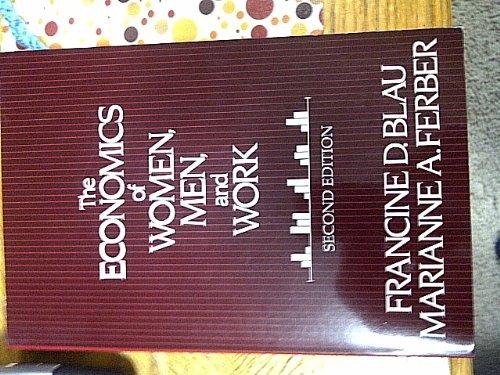 The
ECONOMICS
of
WOMEN,
MEN,
and
WORK
SECOND EDITION
FRANCINE D. BLAU
MARIANNE A. FERBER